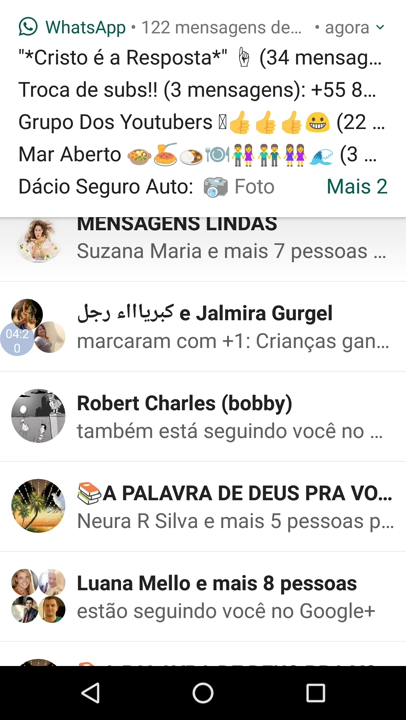 WhatsApp • 122 mensagens de... • agora
"*Cristo é a Resposta*" ☝ (34 mensag...
Troca de subs!! (3 mensagens): +55 8...
Grupo Dos Youtubers 👍👍👍😀 (22 ...
Mar Aberto 🥘🍝🍛🍽👫👬👭🌊 (3 ...
Dácio Seguro Auto: 📷 Foto Mais 2
MENSAGENS LINDAS
Suzana Maria e mais 7 pessoas ...
كبرياااء رجل e Jalmira Gurgel
marcaram com +1: Crianças gan...
04:2
0
Robert Charles (bobby)
também está seguindo você no ...
📚A PALAVRA DE DEUS PRA VO...
Neura R Silva e mais 5 pessoas p...
Luana Mello e mais 8 pessoas
estão seguindo você no Google+